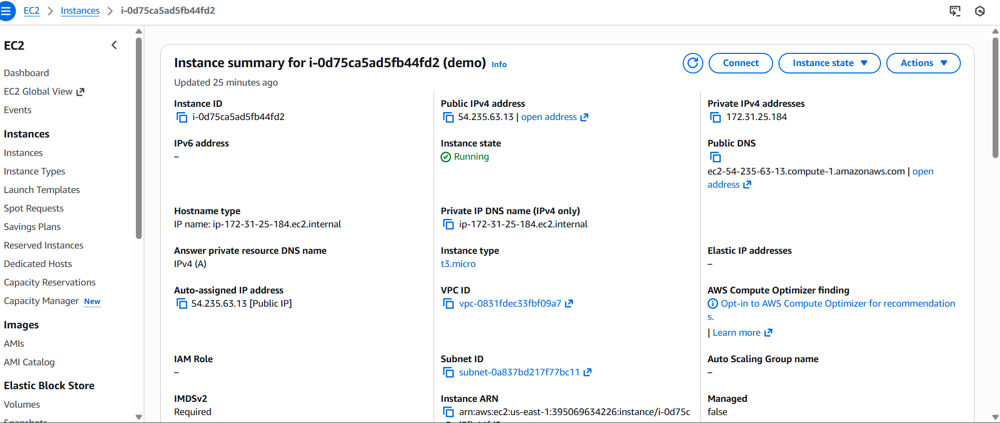 EC2 > Instances > i-0d75ca5ad5fb44fd2
EC2
Dashboard
EC2 Global View
Events
Instances
Instances
Instance Types
Launch Templates
Spot Requests
Savings Plans
Reserved Instances
Dedicated Hosts
Capacity Reservations
Capacity Manager New
Images
AMIs
AMI Catalog
Elastic Block Store
Volumes
Snapshots
Instance summary for i-0d75ca5ad5fb44fd2 (demo) Info
Updated 25 minutes ago
Connect
Instance state
Actions
Instance ID
i-0d75ca5ad5fb44fd2
Public IPv4 address
54.235.63.13 | open address
Private IPv4 addresses
172.31.25.184
IPv6 address
–
Instance state
Running
Public DNS
ec2-54-235-63-13.compute-1.amazonaws.com | open
address
Hostname type
IP name: ip-172-31-25-184.ec2.internal
Private IP DNS name (IPv4 only)
ip-172-31-25-184.ec2.internal
Answer private resource DNS name
IPv4 (A)
Instance type
t3.micro
Elastic IP addresses
–
Auto-assigned IP address
54.235.63.13 [Public IP]
VPC ID
vpc-0831fdec33fbf09a7
AWS Compute Optimizer finding
Opt-in to AWS Compute Optimizer for recommendation
s.
| Learn more
IAM Role
–
Subnet ID
subnet-0a837bd217f77bc11
Auto Scaling Group name
–
IMDSv2
Required
Instance ARN
arn:aws:ec2:us-east-1:395069634226:instance/i-0d75c
Managed
false